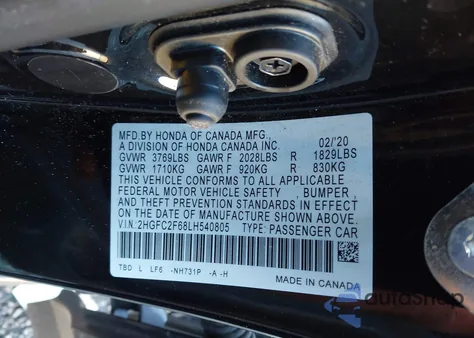 MFD.BY HONDA OF CANADA MFG.,
A DIVISION OF HONDA CANADA INC. 02/'20
GVWR 3769LBS GAWR F 2028LBS R 1829LBS
GVWR 1710KG GAWR F 920KG R 830KG
THIS VEHICLE CONFORMS TO ALL APPLICABLE
FEDERAL MOTOR VEHICLE SAFETY , BUMPER
AND THEFT PREVENTION STANDARDS IN EFFECT
ON THE DATE OF MANUFACTURE SHOWN ABOVE.
V.I.N.:2HGFC2F68LH540805 TYPE: PASSENGER CAR
TBD L LF6 -NH731P -A -H
MADE IN CANADA
autoshop